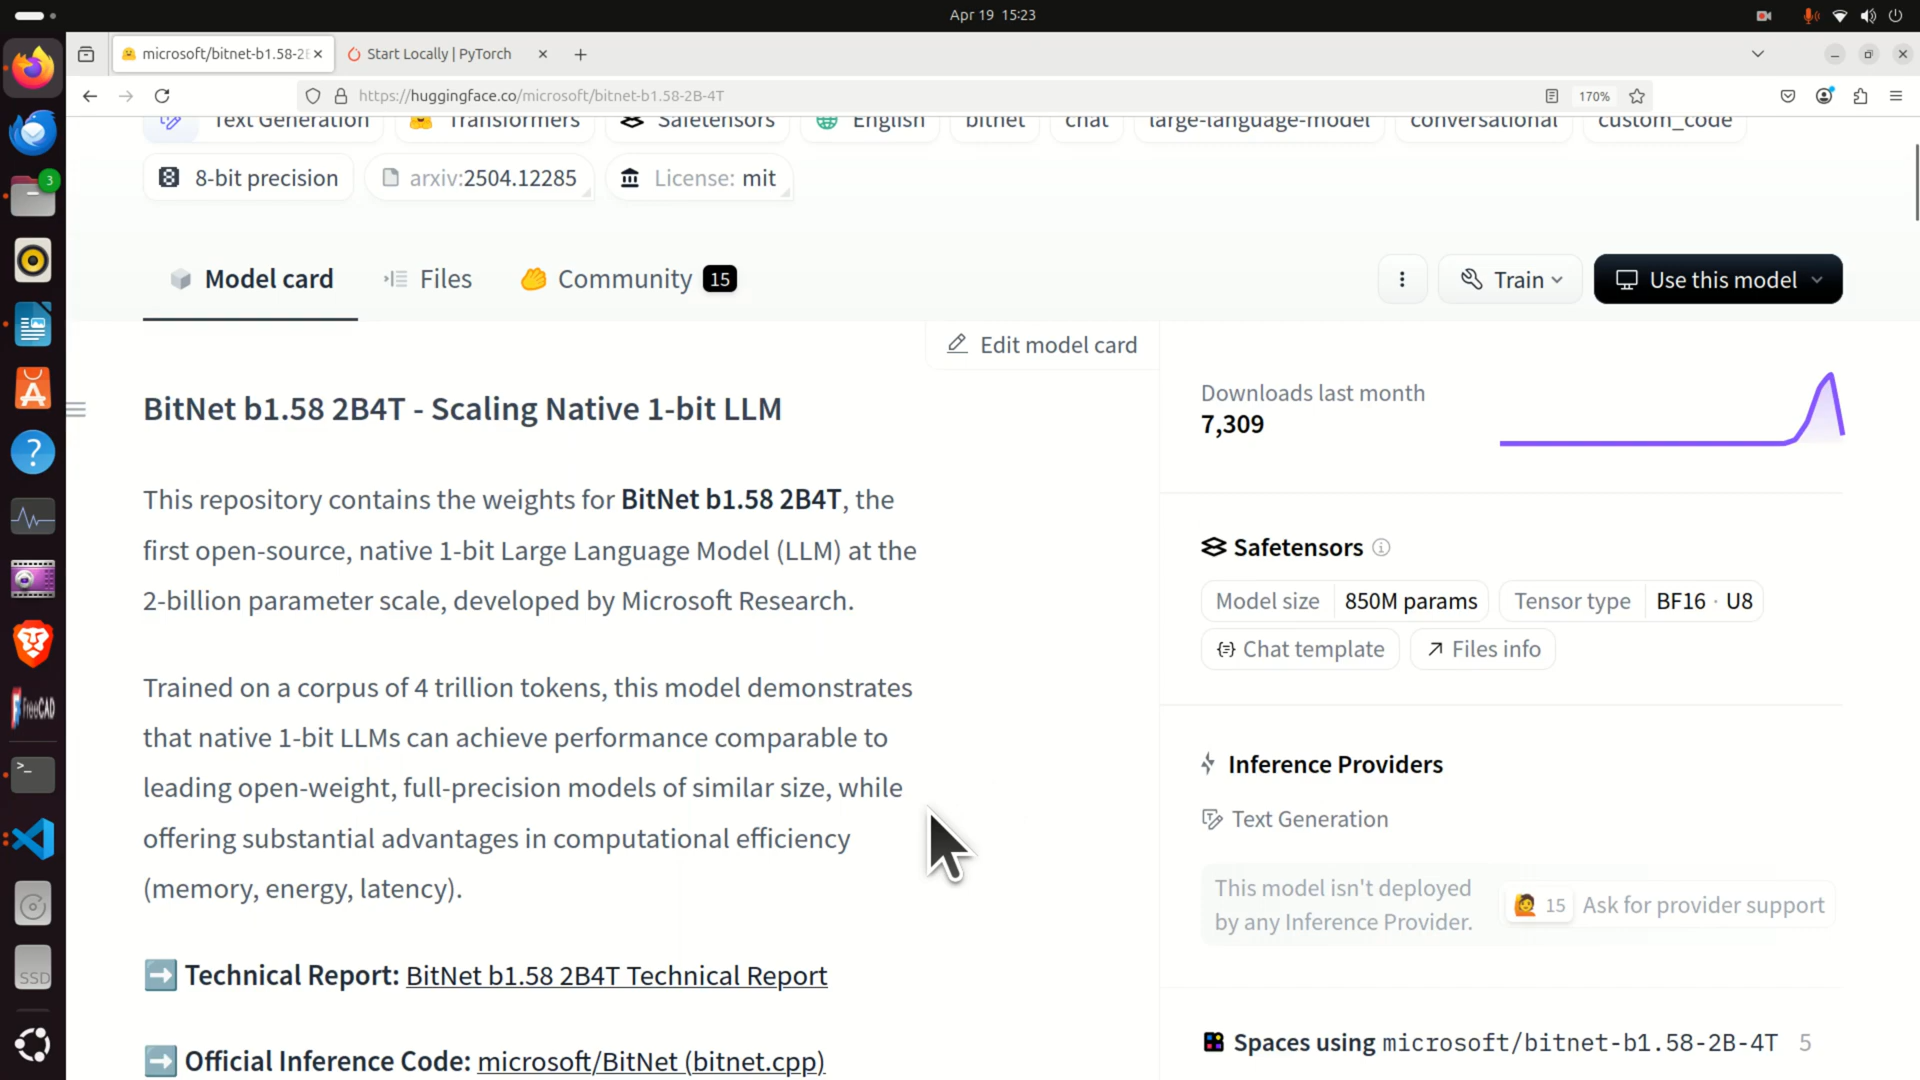 Apr 19 15:23
microsoft/bitnet-b1.58-2B
Start Locally | PyTorch
https://huggingface.co/microsoft/bitnet-b1.58-2B-4T
170%
Text Generation
Transformers
Safetensors
English
bitnet
chat
large-language-model
conversational
custom_code
8-bit precision
arxiv:2504.12285
License: mit
Model card
Files
Community 15
Train
Use this model
Edit model card
BitNet b1.58 2B4T - Scaling Native 1-bit LLM
This repository contains the weights for BitNet b1.58 2B4T, the
first open-source, native 1-bit Large Language Model (LLM) at the
2-billion parameter scale, developed by Microsoft Research.
Trained on a corpus of 4 trillion tokens, this model demonstrates
that native 1-bit LLMs can achieve performance comparable to
leading open-weight, full-precision models of similar size, while
offering substantial advantages in computational efficiency
(memory, energy, latency).
Technical Report: BitNet b1.58 2B4T Technical Report
Official Inference Code: microsoft/BitNet (bitnet.cpp)
Downloads last month
7,309
Safetensors
Model size 850M params
Tensor type BF16 · U8
Chat template
Files info
Inference Providers
Text Generation
This model isn't deployed
by any Inference Provider.
15 Ask for provider support
Spaces using microsoft/bitnet-b1.58-2B-4T 5
3
FreeCAD
SSD